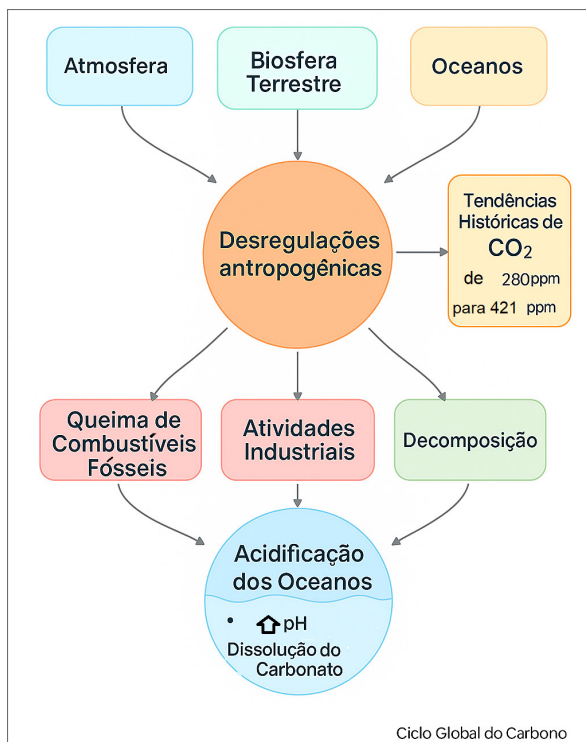 Atmosfera
Biosfera
Terrestre
Oceanos
Desregulações
antropogênicas
Tendências
Históricas de
CO₂
de 280ppm
para 421 ppm
Queima de
Combustíveis
Fósseis
Atividades
Industriais
Decomposição
Acidificação
dos Oceanos
• ⇧ pH
Dissolução do
Carbonato
Ciclo Global do Carbono